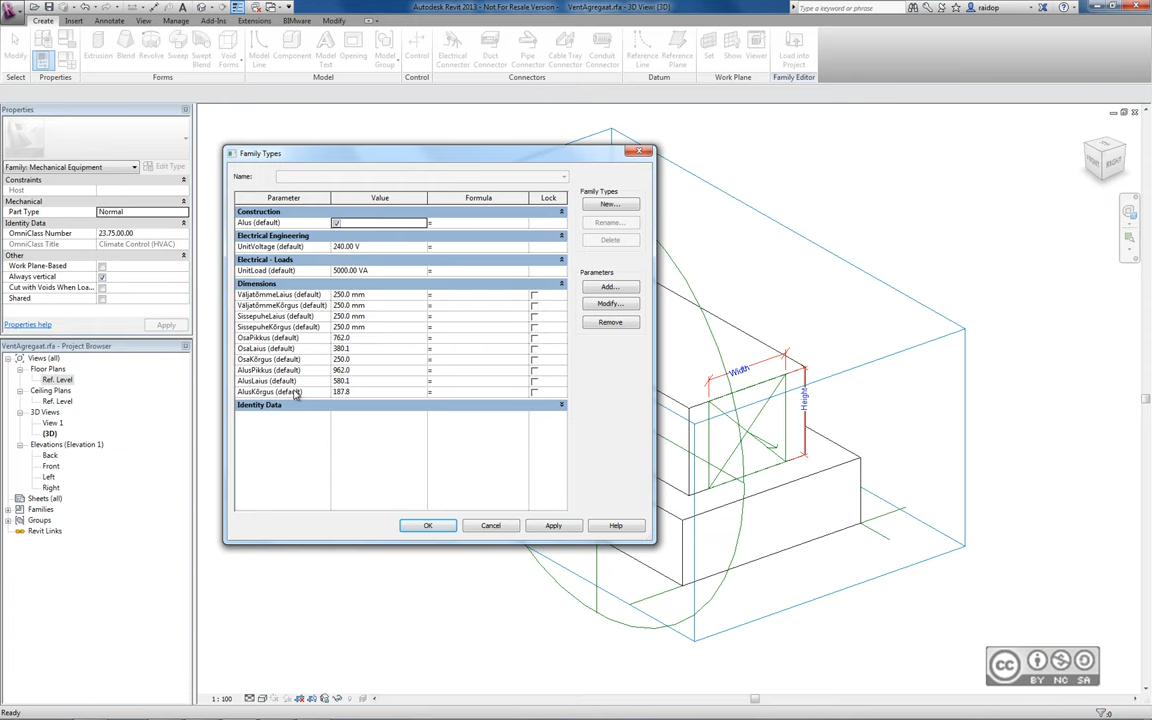 Autodesk Revit 2013 - Not For Resale Version - VentAgregaat.rfa - 3D View: {3D}
Type a keyword or phrase
raidop
Create Insert Annotate View Manage Add-Ins Extensions BIMware Modify
Modify
Extrusion Blend Revolve Sweep Swept Blend Void Forms
Model Line Model Text Opening Model Group
Control
Electrical Connector Duct Connector Pipe Connector Cable Tray Connector Conduit Connector
Reference Line Reference Plane
Set Show Viewer
Load into Project
Select Properties Forms Model Control Connectors Datum Work Plane Family Editor
Properties
Family: Mechanical Equipment
Edit Type
Constraints
Host
Mechanical
Part Type Normal
Identity Data
OmniClass Number 23.75.00.00
OmniClass Title Climate Control (HVAC)
Other
Work Plane-Based
Always vertical
Cut with Voids When Loa...
Shared
Properties help
Apply
VentAgregaat.rfa - Project Browser
Views (all)
Floor Plans
Ref. Level
Ceiling Plans
Ref. Level
3D Views
View 1
{3D}
Elevations (Elevation 1)
Back
Front
Left
Right
Sheets (all)
Families
Groups
Revit Links
Family Types
Name:
Parameter Value Formula Lock
Construction
Alus (default) =
Electrical Engineering
UnitVoltage (default) 240.00 V =
Electrical - Loads
UnitLoad (default) 5000.00 VA =
Dimensions
VäljatõmmeLaius (default) 250.0 mm =
VäljatõmmeKõrgus (default) 250.0 mm =
SissepuheLaius (default) 250.0 mm =
SissepuheKõrgus (default) 250.0 mm =
OsaPikkus (default) 762.0 =
OsaLaius (default) 380.1 =
OsaKõrgus (default) 250.0 =
AlusPikkus (default) 962.0 =
AlusLaius (default) 580.1 =
AlusKõrgus (default) 187.8 =
Identity Data
Family Types
New...
Rename...
Delete
Parameters
Add...
Modify...
Remove
OK Cancel Apply Help
Width
Height
FRONT RIGHT
1 : 100
Ready
:0
cc
BY NC SA